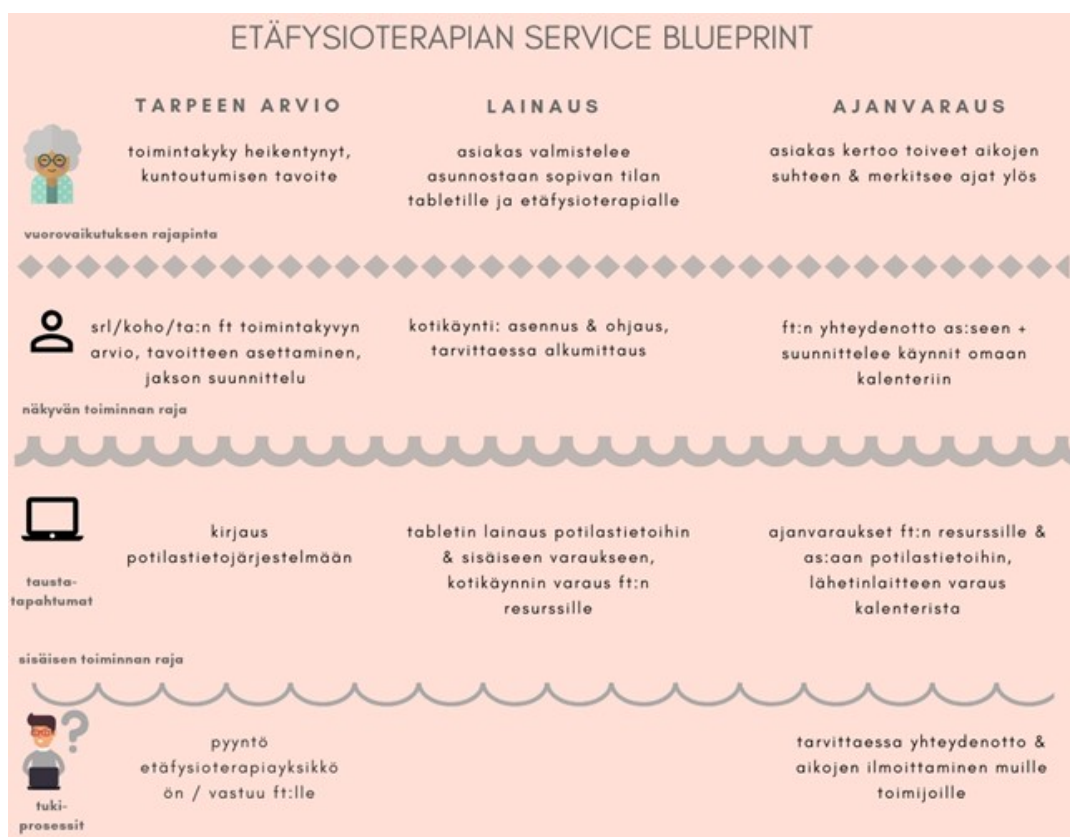 ETÄFYSIOTERAPIAN SERVICE BLUEPRINT
TARPEEN ARVIO
LAINAUS
AJANVARAUS
toimintakyky heikentynyt,
kuntoutumisen tavoite
asiakas valmistelee
asunnostaan sopivan tilan
tabletille ja etäfysioterapialle
asiakas kertoo toiveet aikojen
suhteen & merkitsee ajat ylös
vuorovaikutuksen rajapinta
srl/koho/ta:n ft toimintakyvyn
arvio, tavoitteen asettaminen,
jakson suunnittelu
kotikäynti: asennus & ohjaus,
tarvittaessa alkumittaus
ft:n yhteydenotto as:seen +
suunnittelee käynnit omaan
kalenteriin
näkyvän toiminnan raja
kirjaus
potilastietojärjestelmään
tabletin lainaus potilastietoihin
& sisäiseen varaukseen,
kotikäynnin varaus ft:n
resurssille
ajanvaraukset ft:n resurssille &
as:aan potilastietoihin,
lähetinlaitteen varaus
kalenterista
tausta-
tapahtumat
sisäisen toiminnan raja
?
pyyntö
etäfysioterapiayksikkö
ön / vastuu ft:lle
tarvittaessa yhteydenotto &
aikojen ilmoittaminen muille
toimijoille
tuki-
prosessit